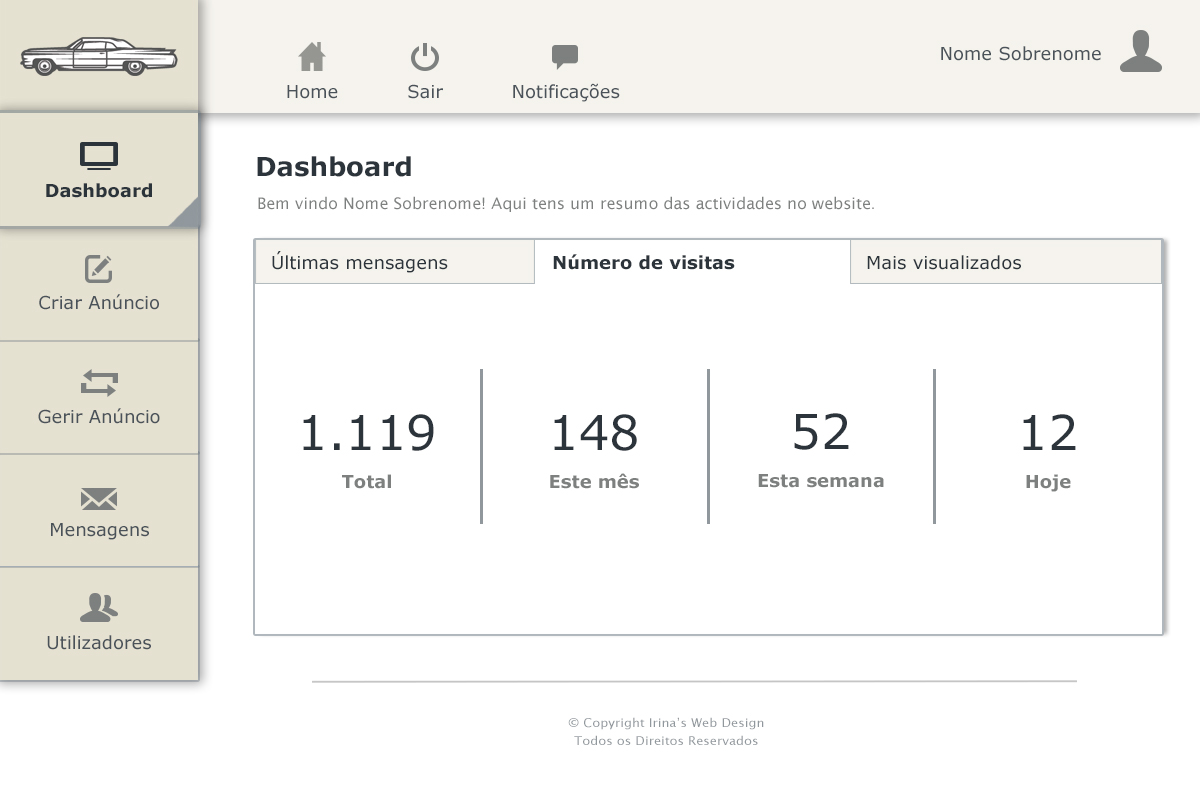 Home
Sair
Notificações
Nome Sobrenome
Dashboard
Criar Anúncio
Gerir Anúncio
Mensagens
Utilizadores
Dashboard
Bem vindo Nome Sobrenome! Aqui tens um resumo das actividades no website.
Últimas mensagens
Número de visitas
Mais visualizados
1.119
Total
148
Este mês
52
Esta semana
12
Hoje
© Copyright Irina's Web Design
Todos os Direitos Reservados